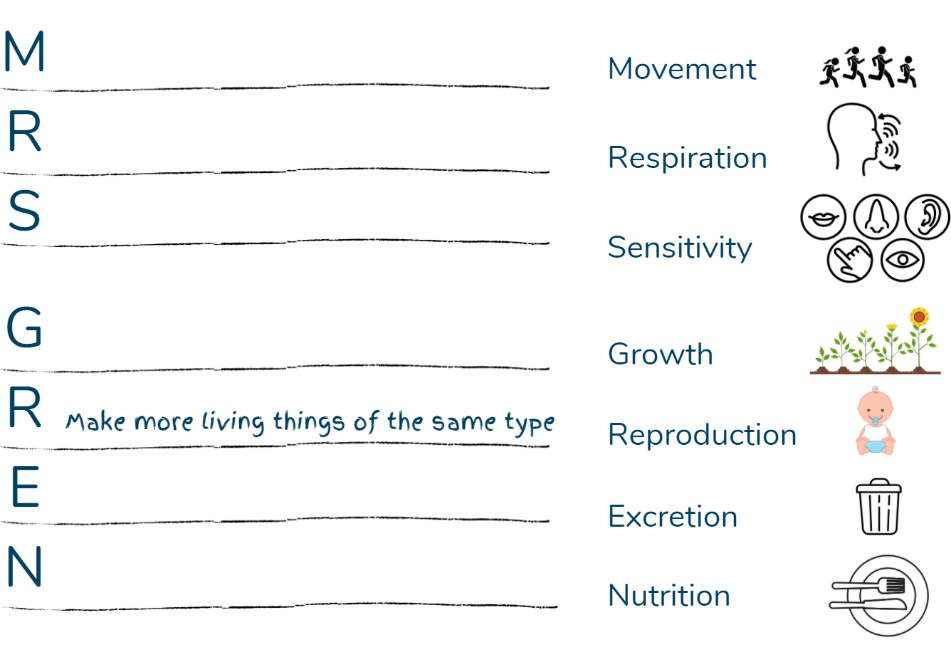 M
Movement
R
Respiration
S
Sensitivity
G
Growth
R Make more living things of the same type
Reproduction
E
Excretion
N
Nutrition